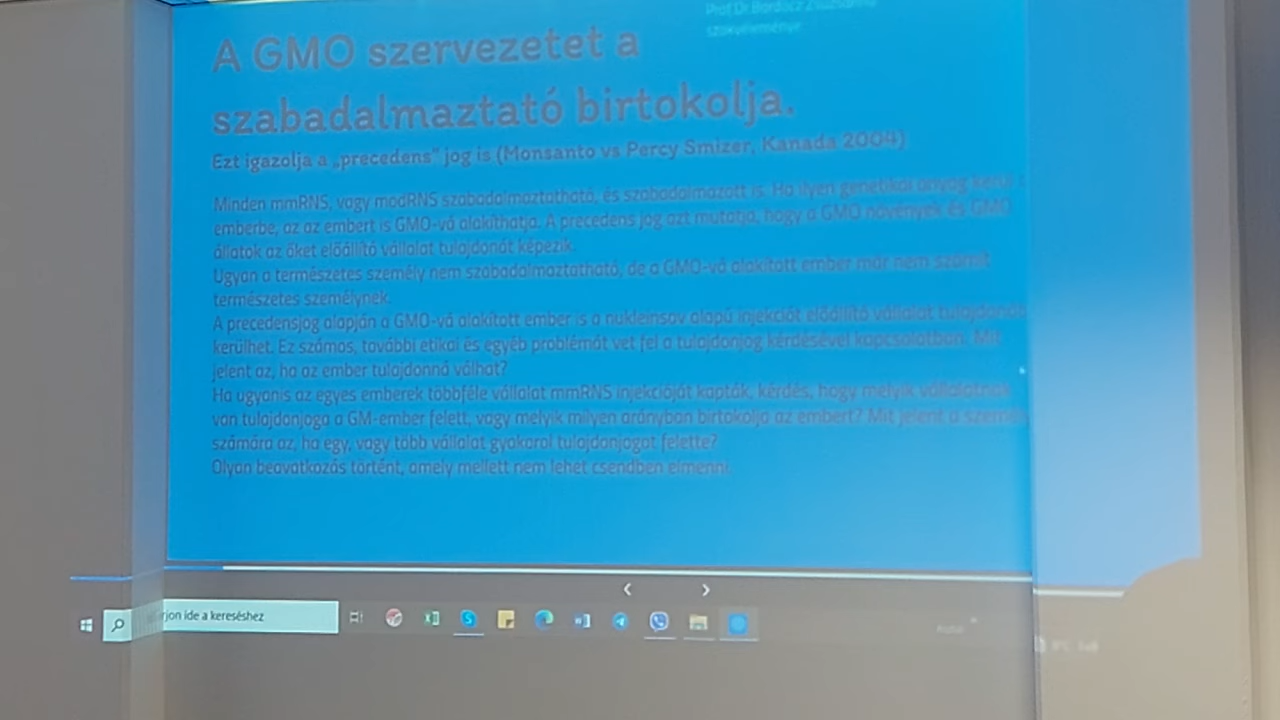 Prof Dr Bordács
A GMO szervezetet a
szabadalmaztató birtokolja.
Ezt igazolja a „precedens” jog is (Monsanto vs Percy Smizer, Kanada 2004)
Minden mmRNS, vagy modRNS szabadalmaztatható, és szabadalmazott is. Ha ilyen genetikai anyag kerül
emberbe, az az embert is GMO-vá alakíthatja. A precedens jog azt mutatja, hogy a GMO növények és GMO
állatok az őket előállító vállalat tulajdonát képezik.
Ugyan a természetes személy nem szabadalmaztatható, de a GMO-vá alakított ember már nem számít
természetes személynek.
A precedensjog alapján a GMO-vá alakított ember is a nukleinsav alapú injekciót előállító vállalat
kerülhet. Ez számos, további etikai és egyéb problémát vet fel a tulajdonjog kérdésével kapcsolatban. Mit
jelent az, ha az ember tulajdonná válhat?
Ha ugyanis az egyes emberek többféle vállalat mmRNS injekcióját kapták, kérdés, hogy melyik
van tulajdonjoga a GM-ember felett, vagy melyik milyen arányban birtokolja az embert? Mit jelent a
számára az, ha egy, vagy több vállalat gyakorol tulajdonjogot felette?
Olyan beavatkozás történt, amely mellett nem lehet csendben elmenni.
ide a kereséshez